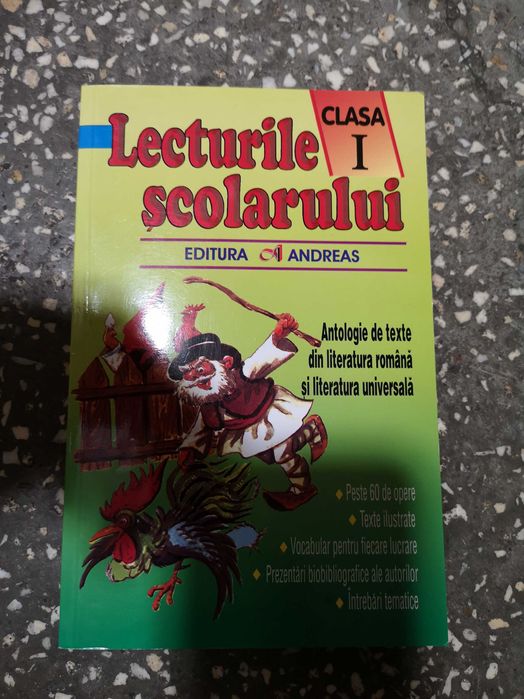 CLASA
I
Lecturile
școlarului
EDITURA A ANDREAS
Antologie de texte
din literatura română
și literatura universală
Peste 60 de opere
Texte ilustrate
Vocabular pentru fiecare lucrare
Prezentări biobibliografice ale autorilor
Întrebări tematice